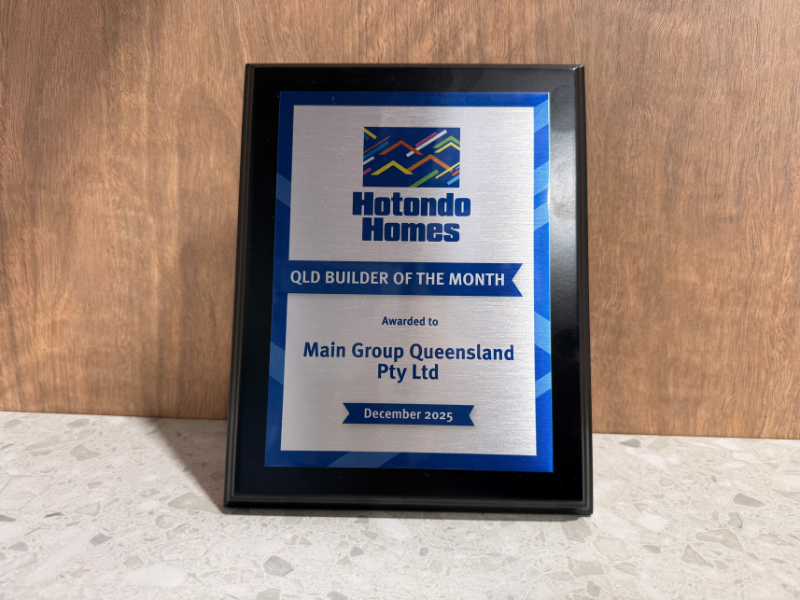 Hotondo
Homes
QLD BUILDER OF THE MONTH
Awarded to
Main Group Queensland
Pty Ltd
December 2025